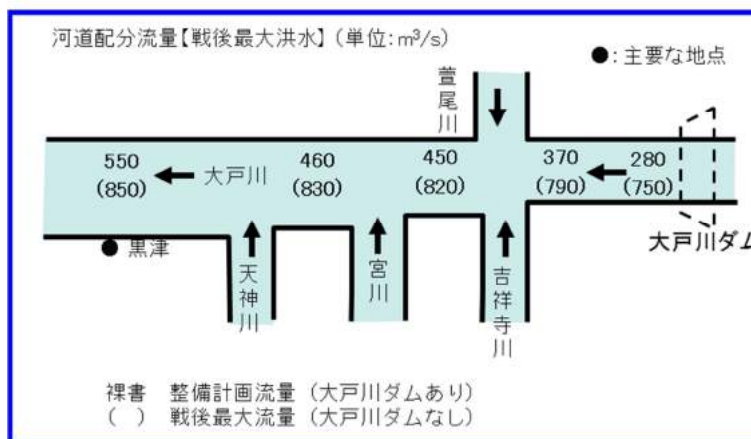 河道配分流量【戦後最大洪水】(単位:m³/s)
●:主要な地点
萱尾川
550
(850)
大戸川
460
(830)
450
(820)
370
(790)
280
(750)
大戸川ダム
●黒津
天神川
宮川
吉祥寺川
裸書 整備計画流量(大戸川ダムあり)
( ) 戦後最大流量(大戸川ダムなし)